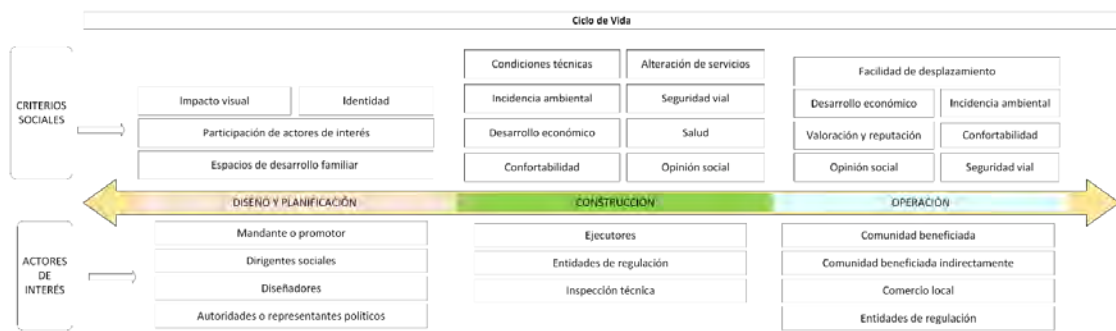 Ciclo de Vida
CRITERIOS
SOCIALES
Impacto visual
Identidad
Participación de actores de interés
Espacios de desarrollo familiar
Condiciones técnicas
Alteración de servicios
Incidencia ambiental
Seguridad vial
Desarrollo económico
Salud
Confortabilidad
Opinión social
Facilidad de desplazamiento
Desarrollo económico
Incidencia ambiental
Valoración y reputación
Confortabilidad
Opinión social
Seguridad vial
DISEÑO Y PLANIFICACIÓN
CONSTRUCCIÓN
OPERACIÓN
ACTORES
DE
INTERÉS
Mandante o promotor
Dirigentes sociales
Diseñadores
Autoridades o representantes políticos
Ejecutores
Entidades de regulación
Inspección técnica
Comunidad beneficiada
Comunidad beneficiada indirectamente
Comercio local
Entidades de regulación